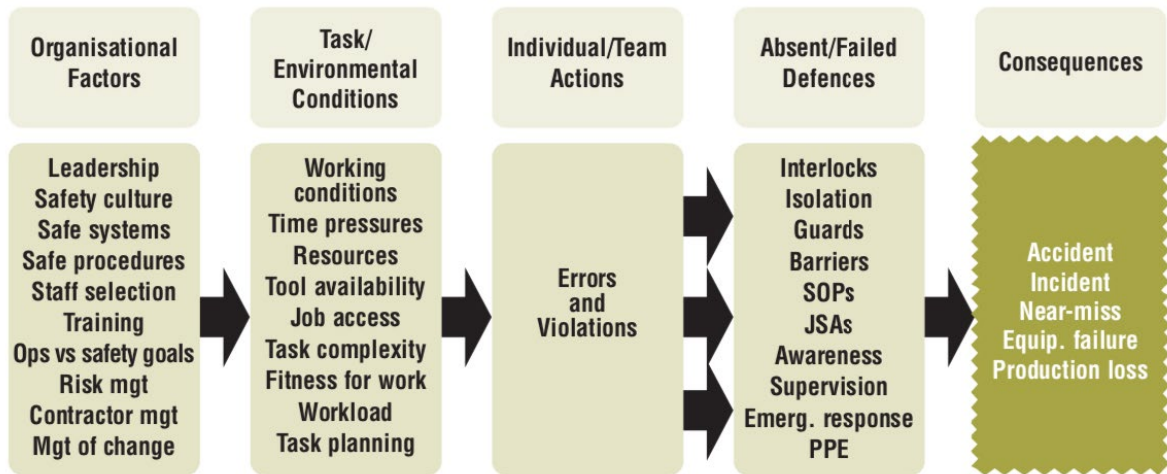 Organisational
Factors
Task/
Environmental
Conditions
Individual/Team
Actions
Absent/Failed
Defences
Consequences
Leadership
Safety culture
Safe systems
Safe procedures
Staff selection
Training
Ops vs safety goals
Risk mgt
Contractor mgt
Mgt of change
Working
conditions
Time pressures
Resources
Tool availability
Job access
Task complexity
Fitness for work
Workload
Task planning
Errors
and
Violations
Interlocks
Isolation
Guards
Barriers
SOPs
JSAs
Awareness
Supervision
Emerg. response
PPE
Accident
Incident
Near-miss
Equip. failure
Production loss